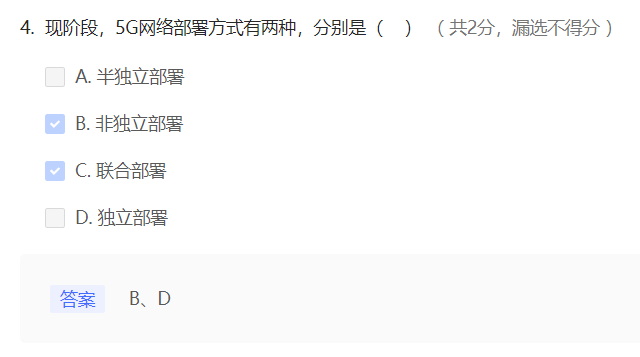 4. 现阶段，5G网络部署方式有两种，分别是（　）（ 共2分，漏选不得分 ）
A. 半独立部署
B. 非独立部署
C. 联合部署
D. 独立部署
答案 B、D